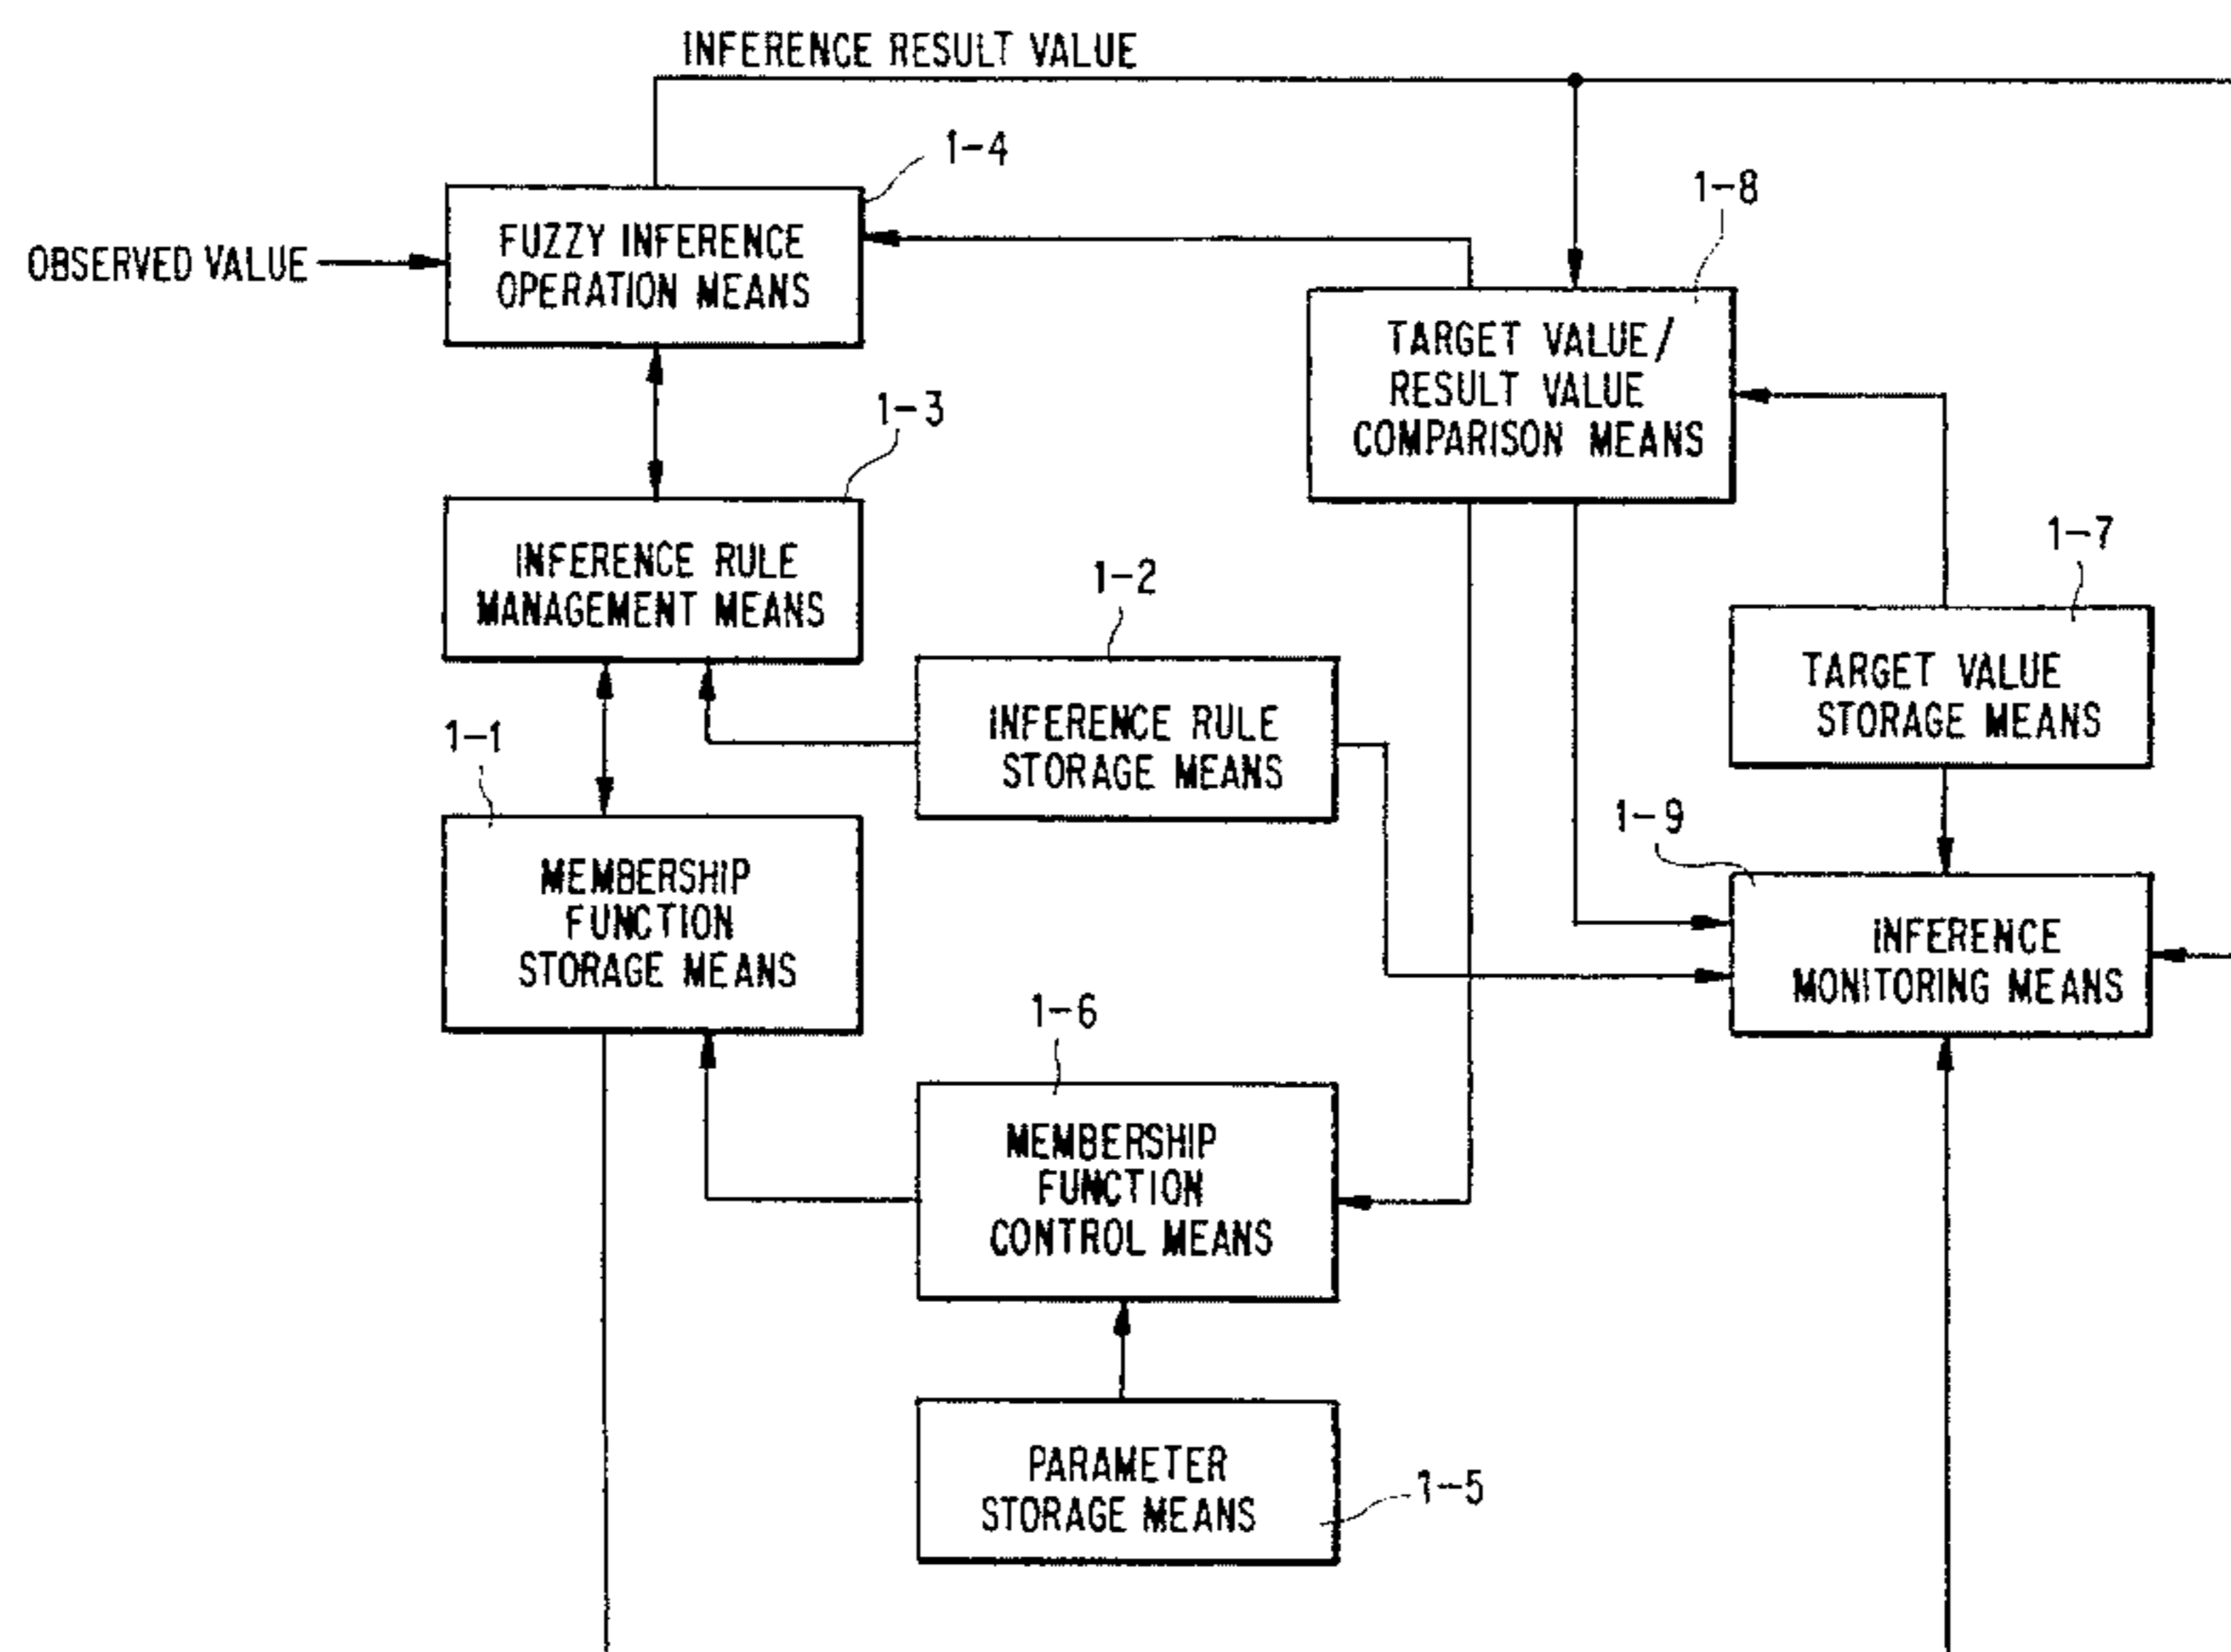 INFERENCE RESULT VALUE
1-4
FUZZY INFERENCE
OPERATION MEANS
OBSERVED VALUE
1-8
TARGET VALUE/
RESULT VALUE
COMPARISON MEANS
1-3
INFERENCE RULE
MANAGEMENT MEANS
1-2
INFERENCE RULE
STORAGE MEANS
1-7
TARGET VALUE
STORAGE MEANS
1-1
MEMBERSHIP
FUNCTION
STORAGE MEANS
1-9
INFERENCE
MONITORING MEANS
1-6
MEMBERSHIP
FUNCTION
CONTROL MEANS
PARAMETER
STORAGE MEANS
1-5